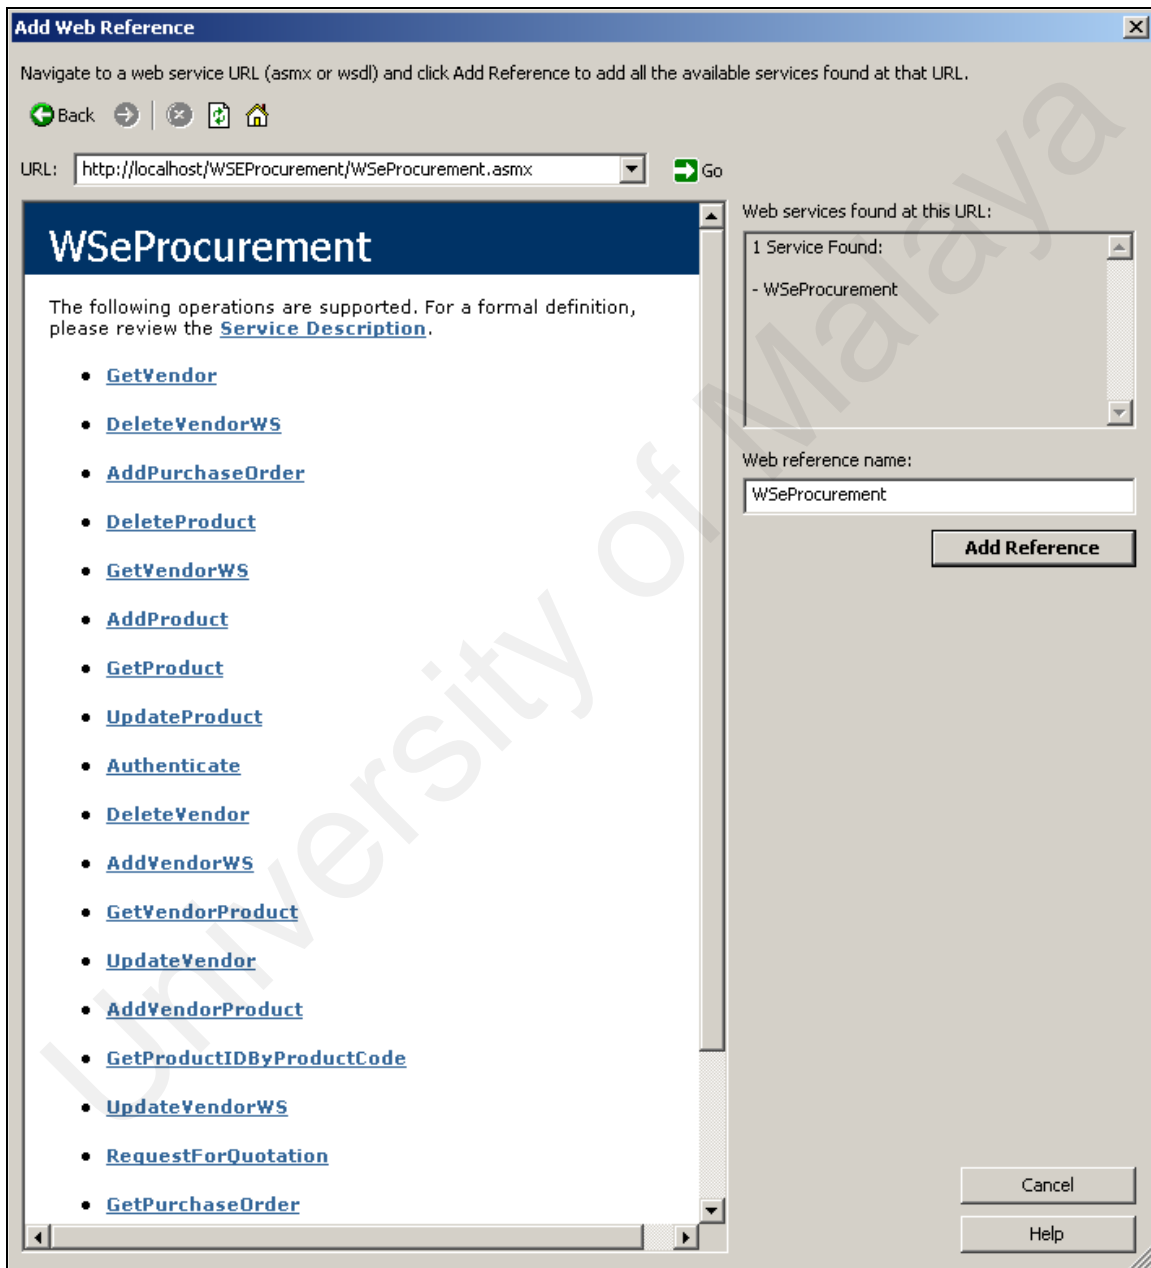 Add Web Reference
Navigate to a web service URL (asmx or wsdl) and click Add Reference to add all the available services found at that URL.
Back
URL: http://localhost/WSEProcurement/WSeProcurement.asmx Go
WSeProcurement
The following operations are supported. For a formal definition,
please review the Service Description.
• GetVendor
• DeleteVendorWS
• AddPurchaseOrder
• DeleteProduct
• GetVendorWS
• AddProduct
• GetProduct
• UpdateProduct
• Authenticate
• DeleteVendor
• AddVendorWS
• GetVendorProduct
• UpdateVendor
• AddVendorProduct
• GetProductIDByProductCode
• UpdateVendorWS
• RequestForQuotation
• GetPurchaseOrder
Web services found at this URL:
1 Service Found:
- WSeProcurement
Web reference name:
WSeProcurement
Add Reference
Cancel
Help
University of Malaya